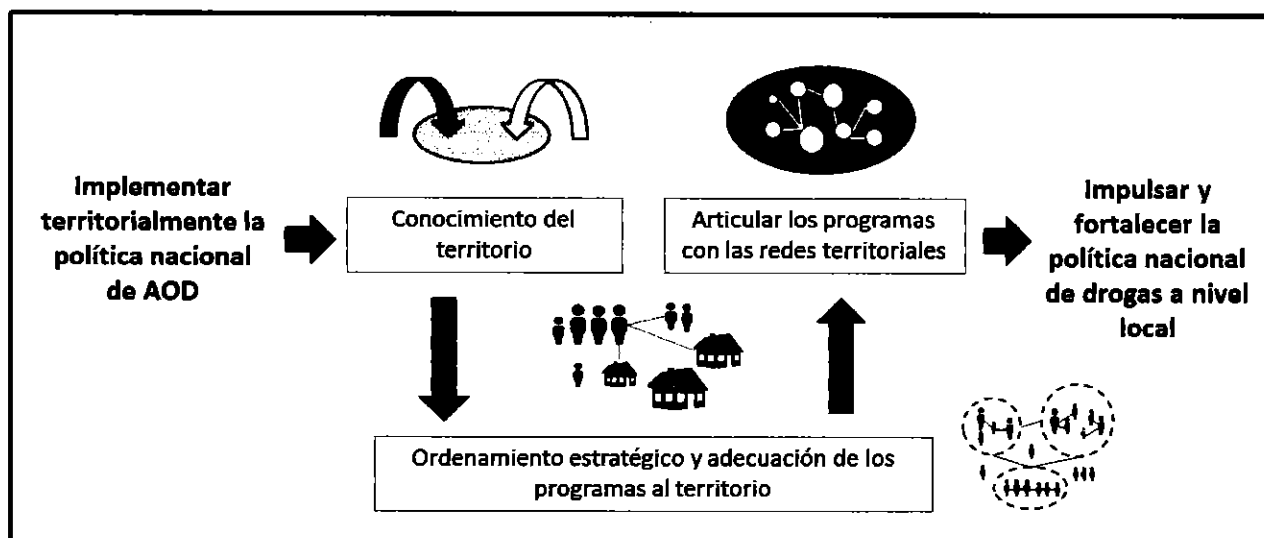 Implementar
territorialmente la
política nacional
de AOD
Conocimiento del
territorio
Articular los programas
con las redes territoriales
Impulsar y
fortalecer la
política nacional
de drogas a nivel
local
Ordenamiento estratégico y adecuación de los
programas al territorio